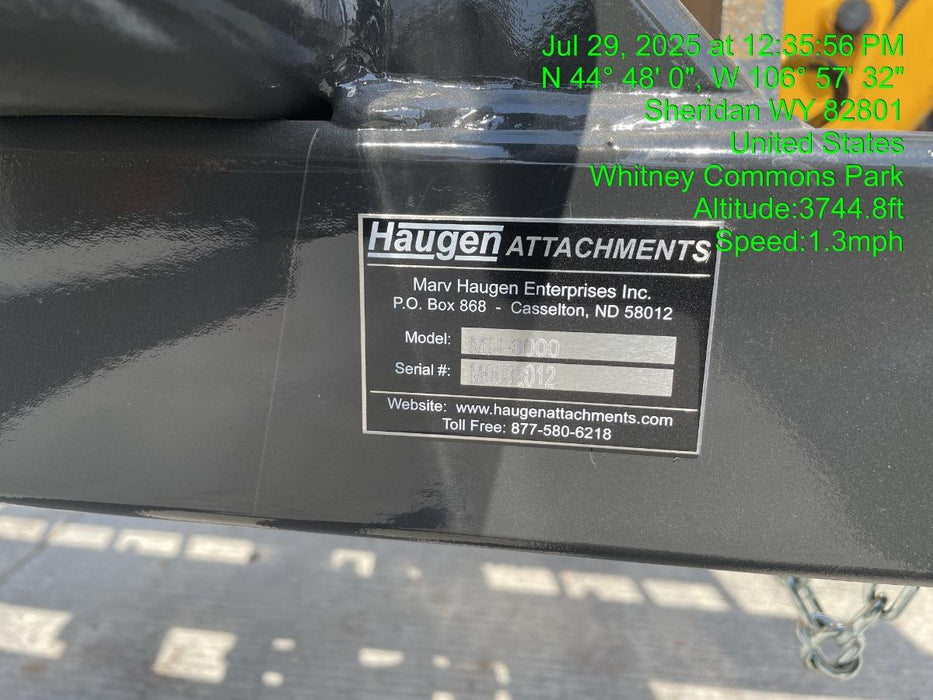 Jul 29, 2025 at 12:35:56 PM
N 44° 48' 0", W 106° 57' 32"
Sheridan WY 82801
United States
Whitney Commons Park
Altitude:3744.8ft
Speed:1.3mph
Haugen ATTACHMENTS
Marv Haugen Enterprises Inc.
P.O. Box 868 - Casselton, ND 58012
Model:
Serial #:
Website: www.haugenattachments.com
Toll Free: 877-580-6218